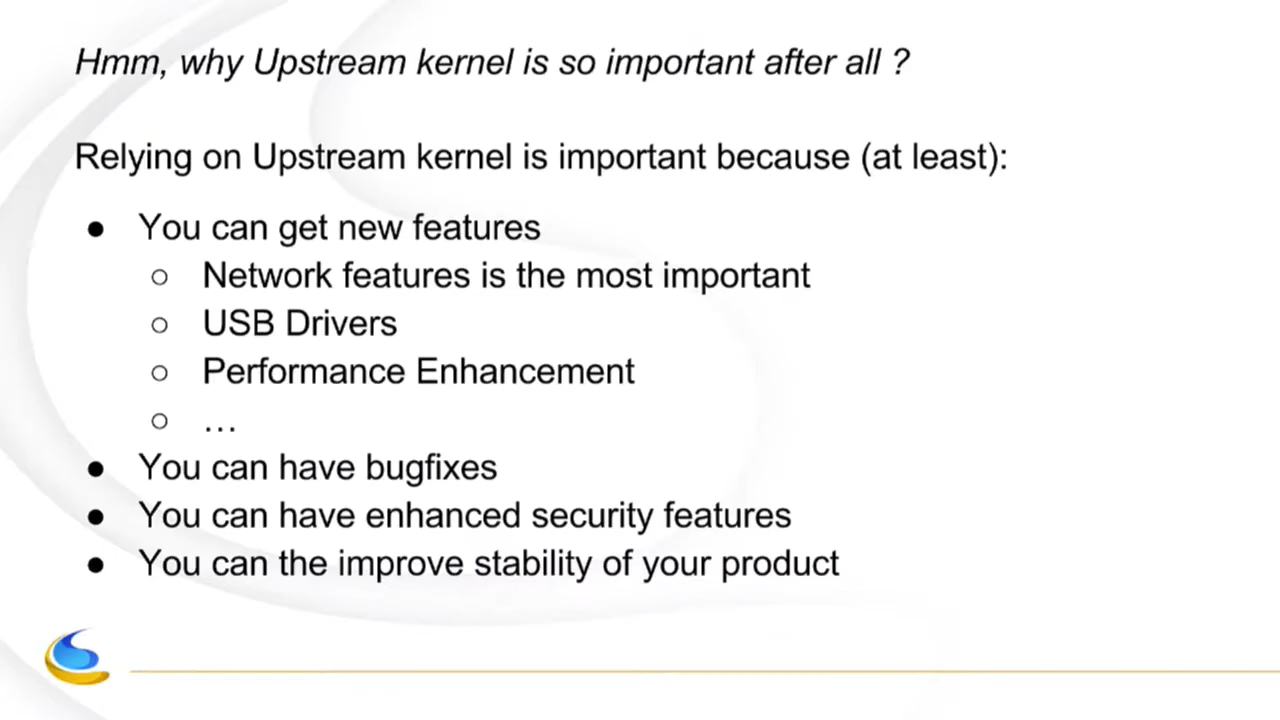 Hmm, why Upstream kernel is so important after all ?
Relying on Upstream kernel is important because (at least):
● You can get new features
○ Network features is the most important
○ USB Drivers
○ Performance Enhancement
○ …
● You can have bugfixes
● You can have enhanced security features
● You can the improve stability of your product